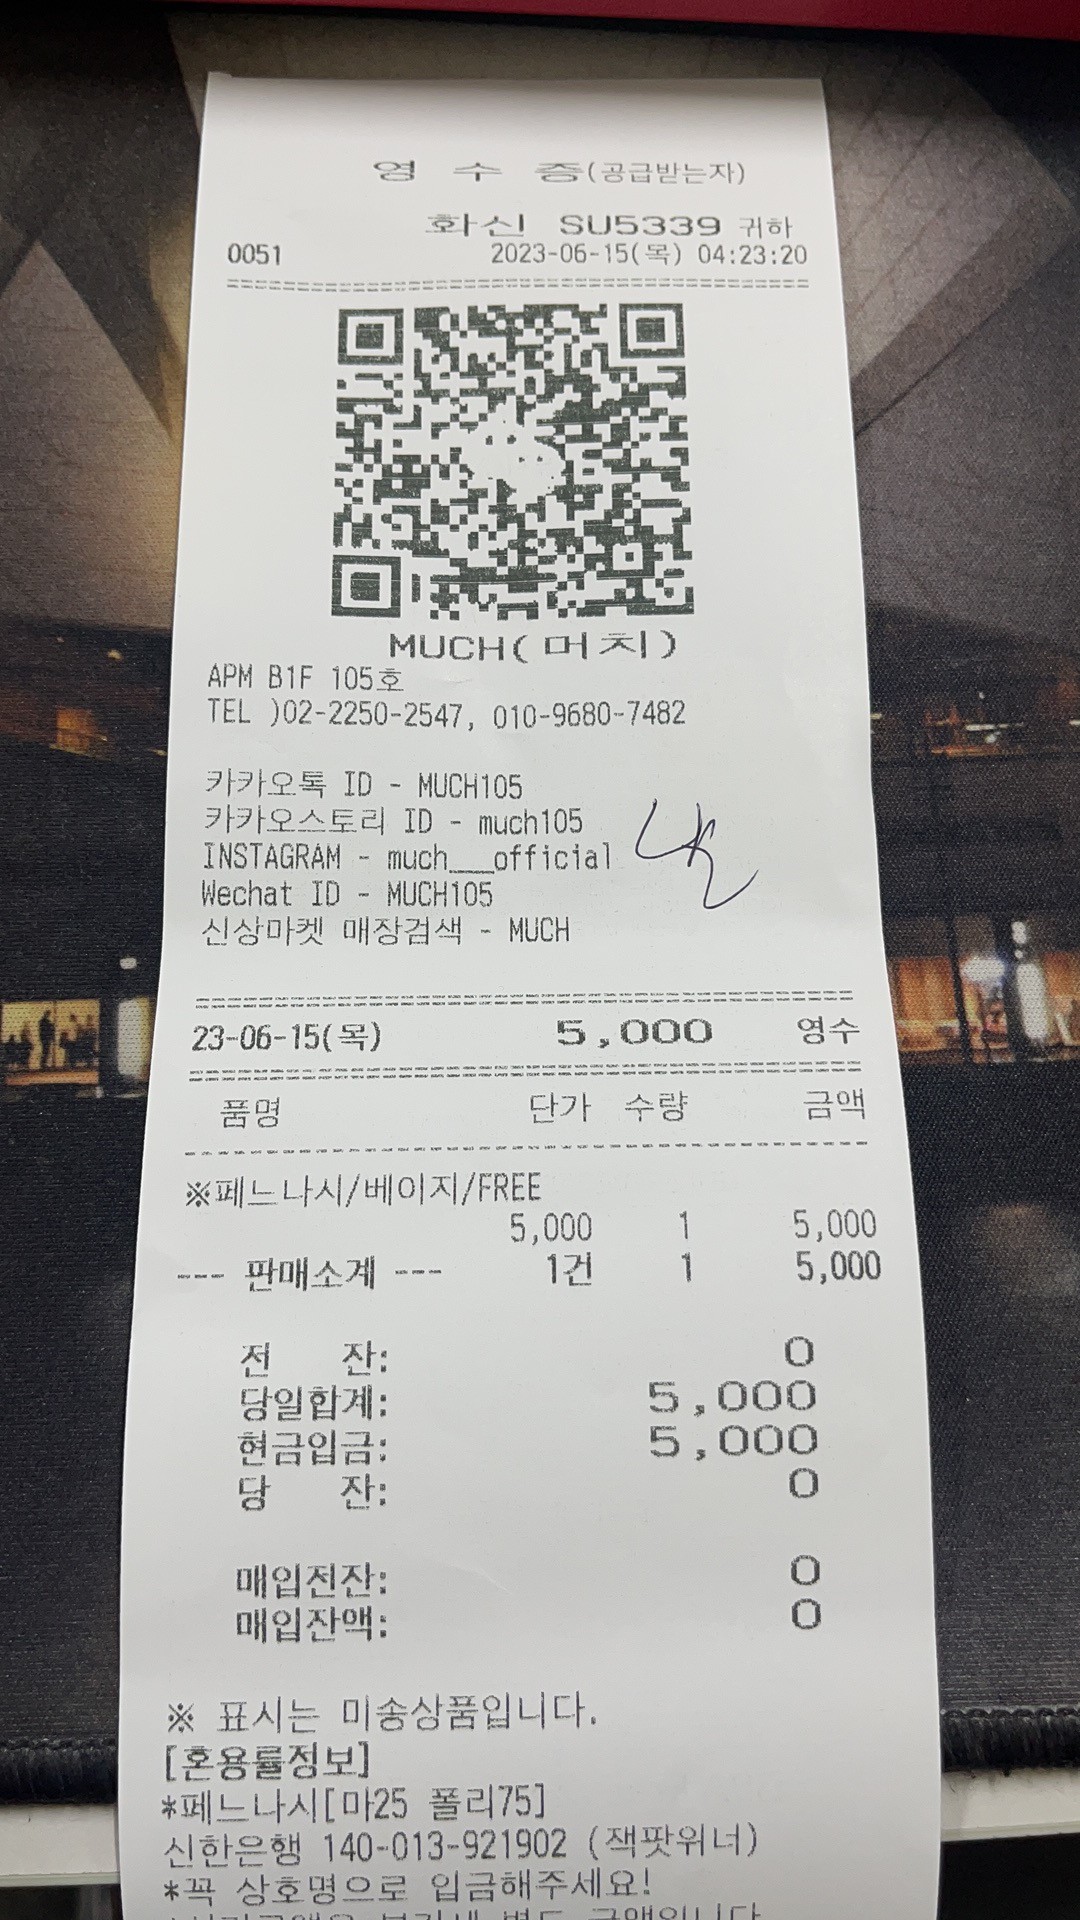 영 수 증(공급받는자)
화신 SU5339 귀하
0051 2023-06-15(목) 04:23:20
MUCH(머치)
APM B1F 105호
TEL )02-2250-2547, 010-9680-7482
카카오톡 ID - MUCH105
카카오스토리 ID - much105
INSTAGRAM - much___official
Wechat ID - MUCH105
신상마켓 매장검색 - MUCH
23-06-15(목) 5,000 영수
품명 단가 수량 금액
※페느나시/베이지/FREE
5,000 1 5,000
--- 판매소계 --- 1건 1 5,000
전 잔: 0
당일합계: 5,000
현금입금: 5,000
당 잔: 0
매입전잔: 0
매입잔액: 0
※ 표시는 미송상품입니다.
[혼용률정보]
*페느나시[마25 폴리75]
신한은행 140-013-921902 (잭팟위너)
*꼭 상호명으로 입금해주세요!